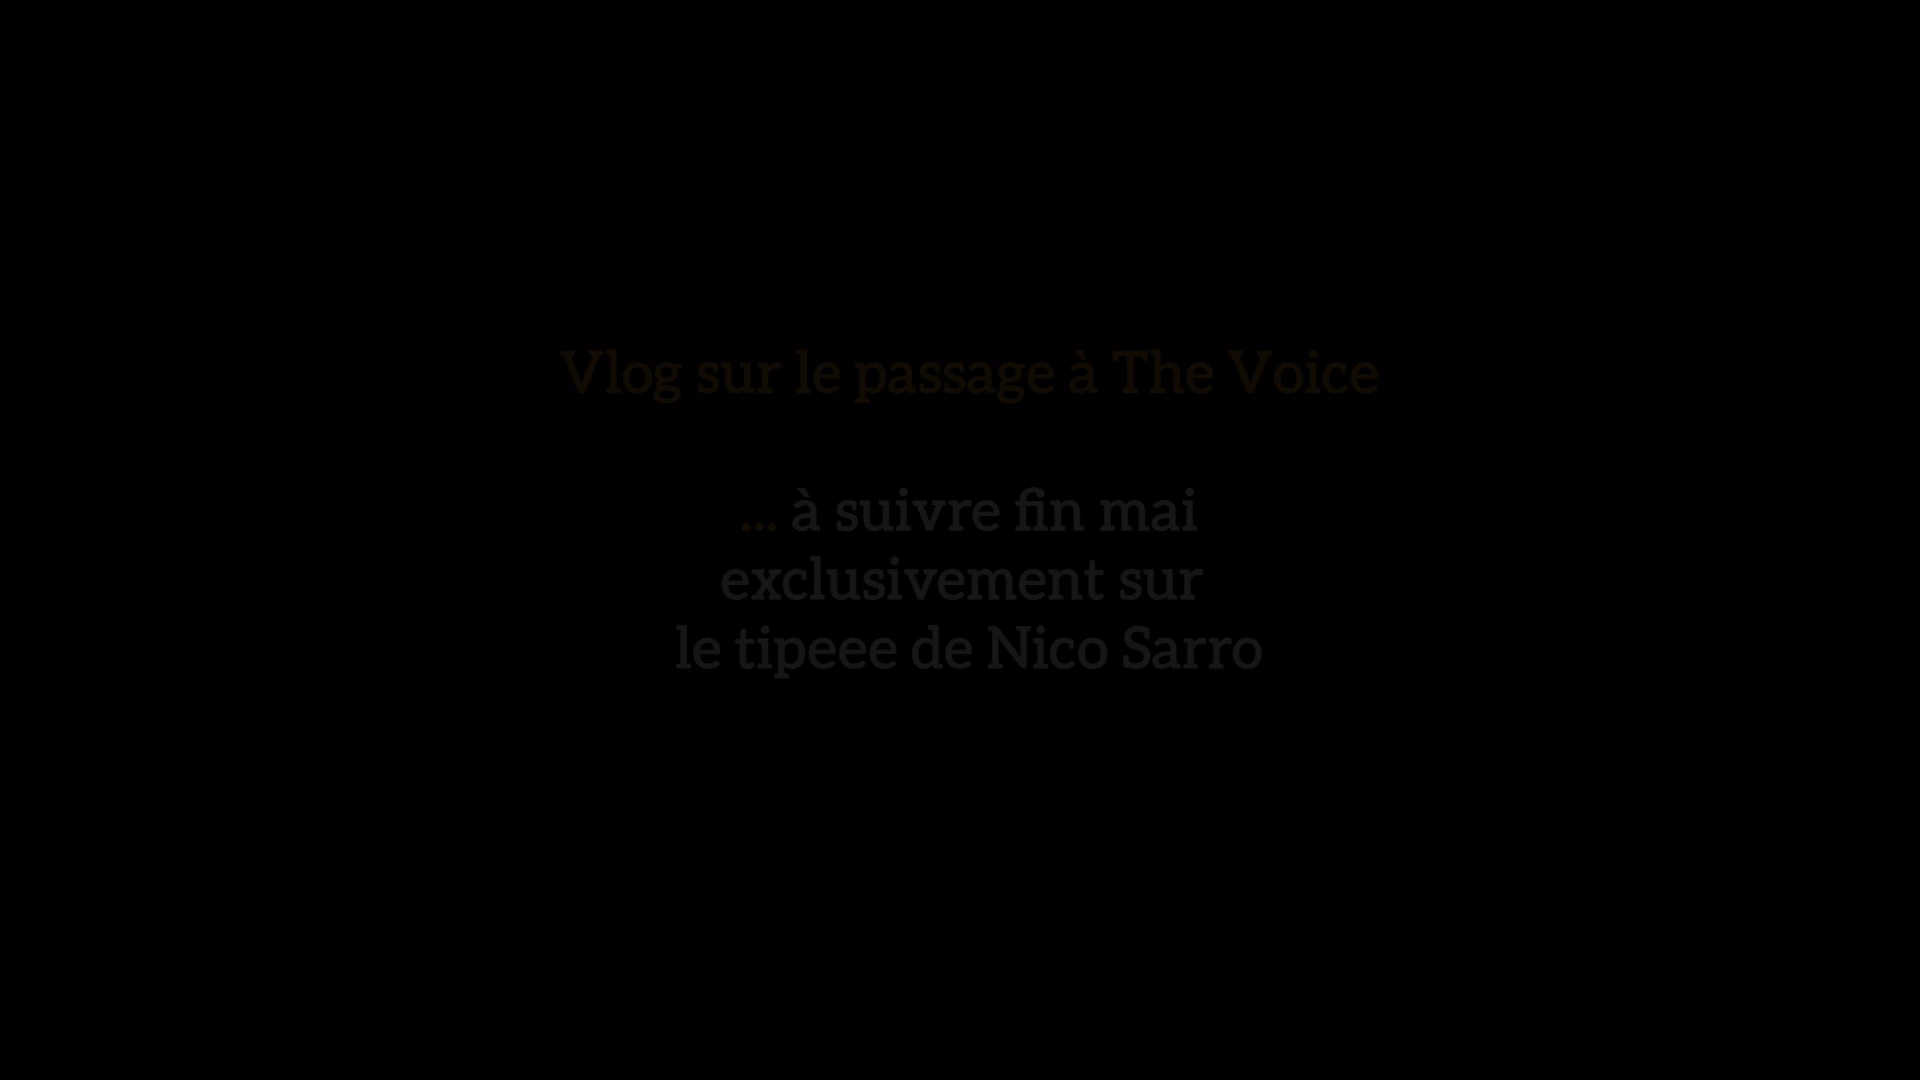 Vlog sur le passage à The Voice
... à suivre fin mai
exclusivement sur
le tipeee de Nico Sarro